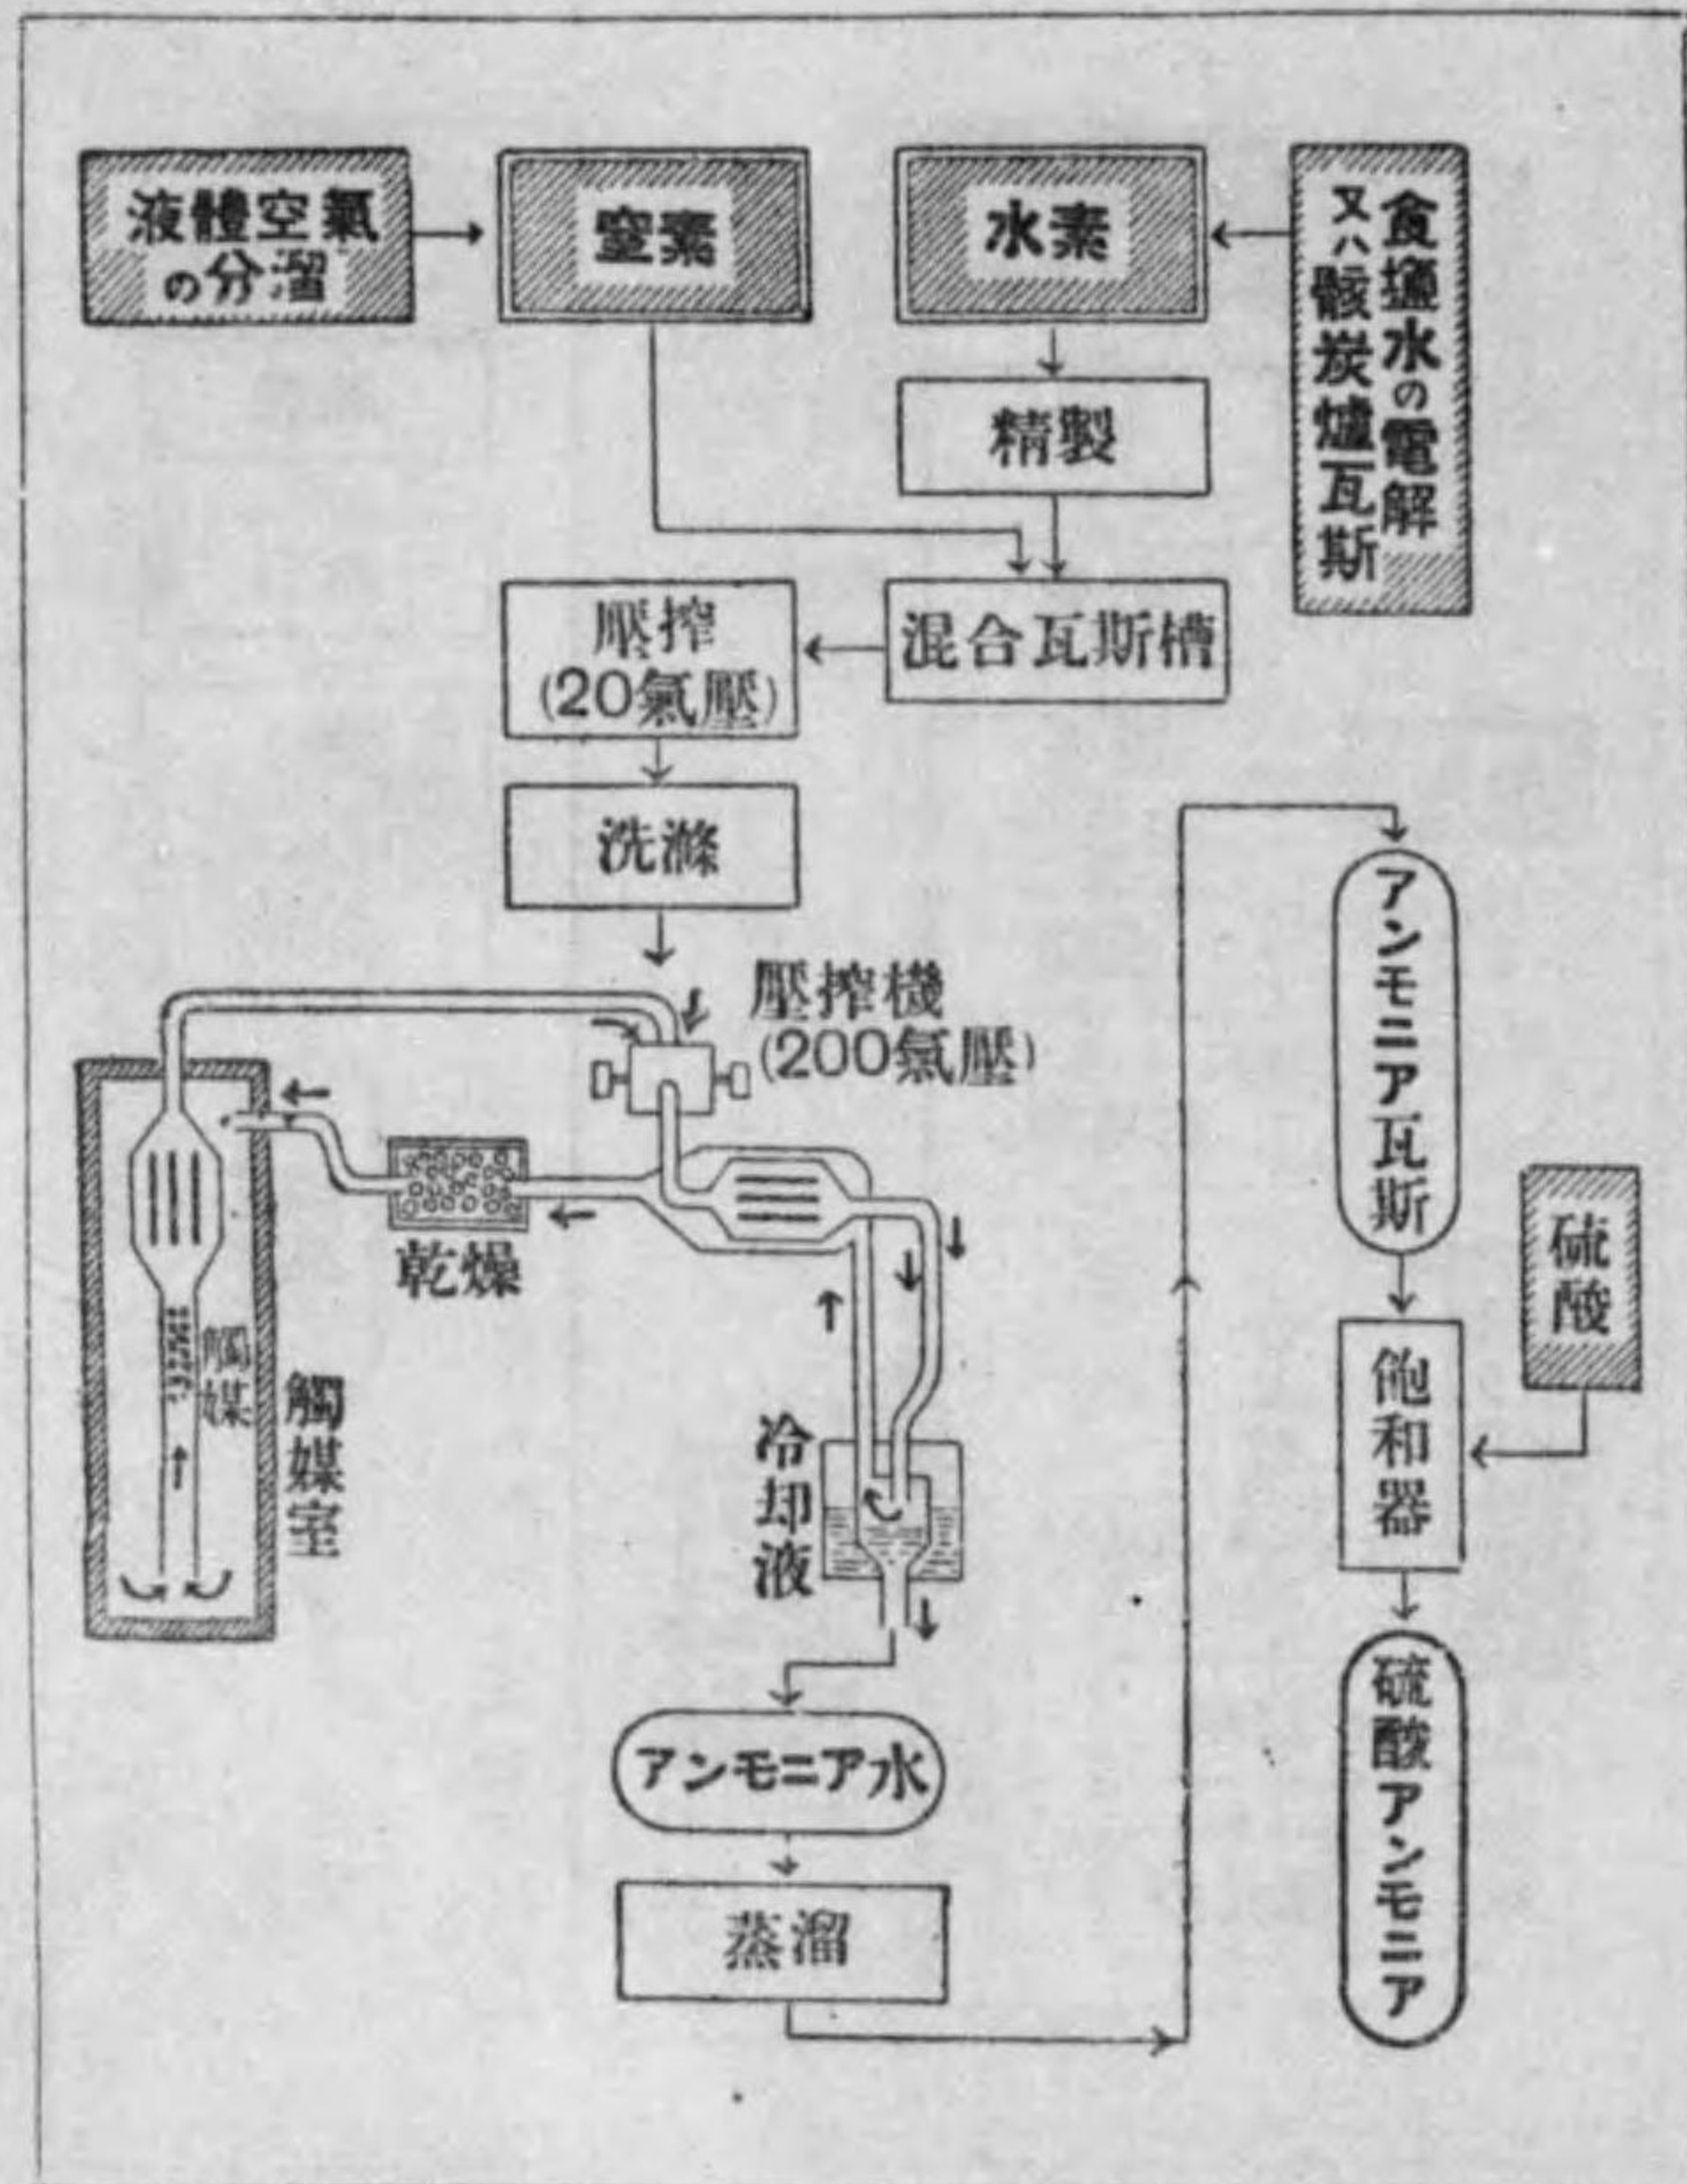 液體空氣
の分溜
窒素
水素
食鹽水の電解
又ハ骸炭爐瓦斯
精製
混合瓦斯槽
壓搾
(20氣壓)
洗滌
壓搾機
(200氣壓)
乾燥
觸媒
觸媒室
冷却液
アンモニア水
蒸溜
アンモニア瓦斯
硫酸
飽和器
硫酸アンモニア